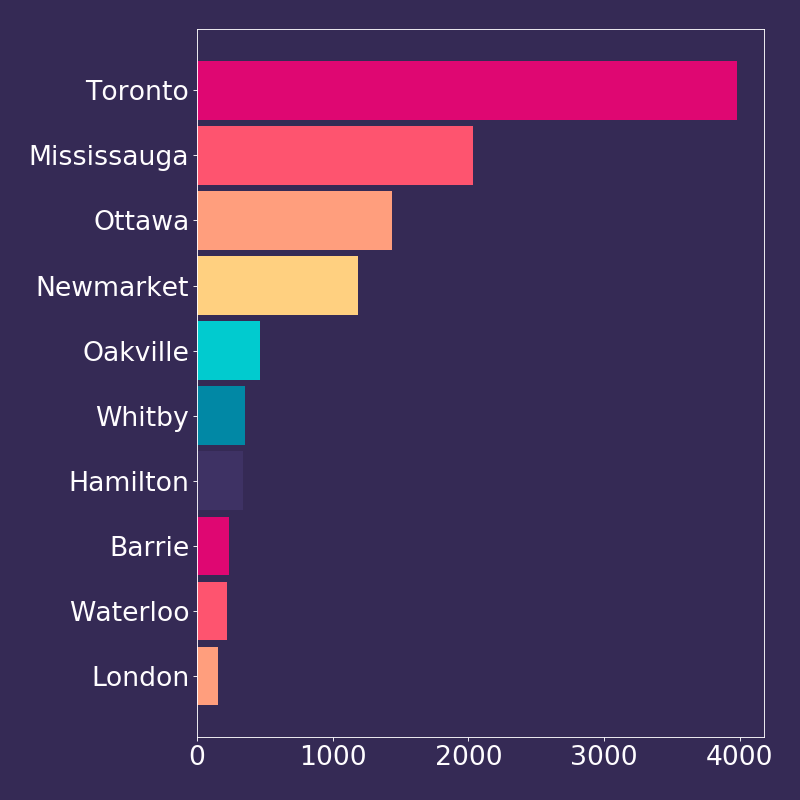 Toronto
Mississauga
Ottawa
Newmarket
Oakville
Whitby
Hamilton
Barrie
Waterloo
London
0 1000 2000 3000 4000